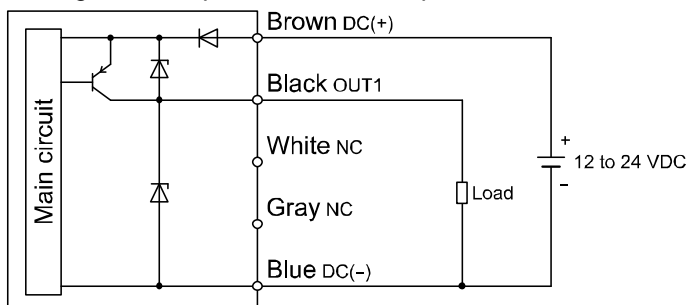 Brown DC(+)
Black OUT1
White NC
Gray NC
Blue DC(−)
Main circuit
Load
+
12 to 24 VDC
−